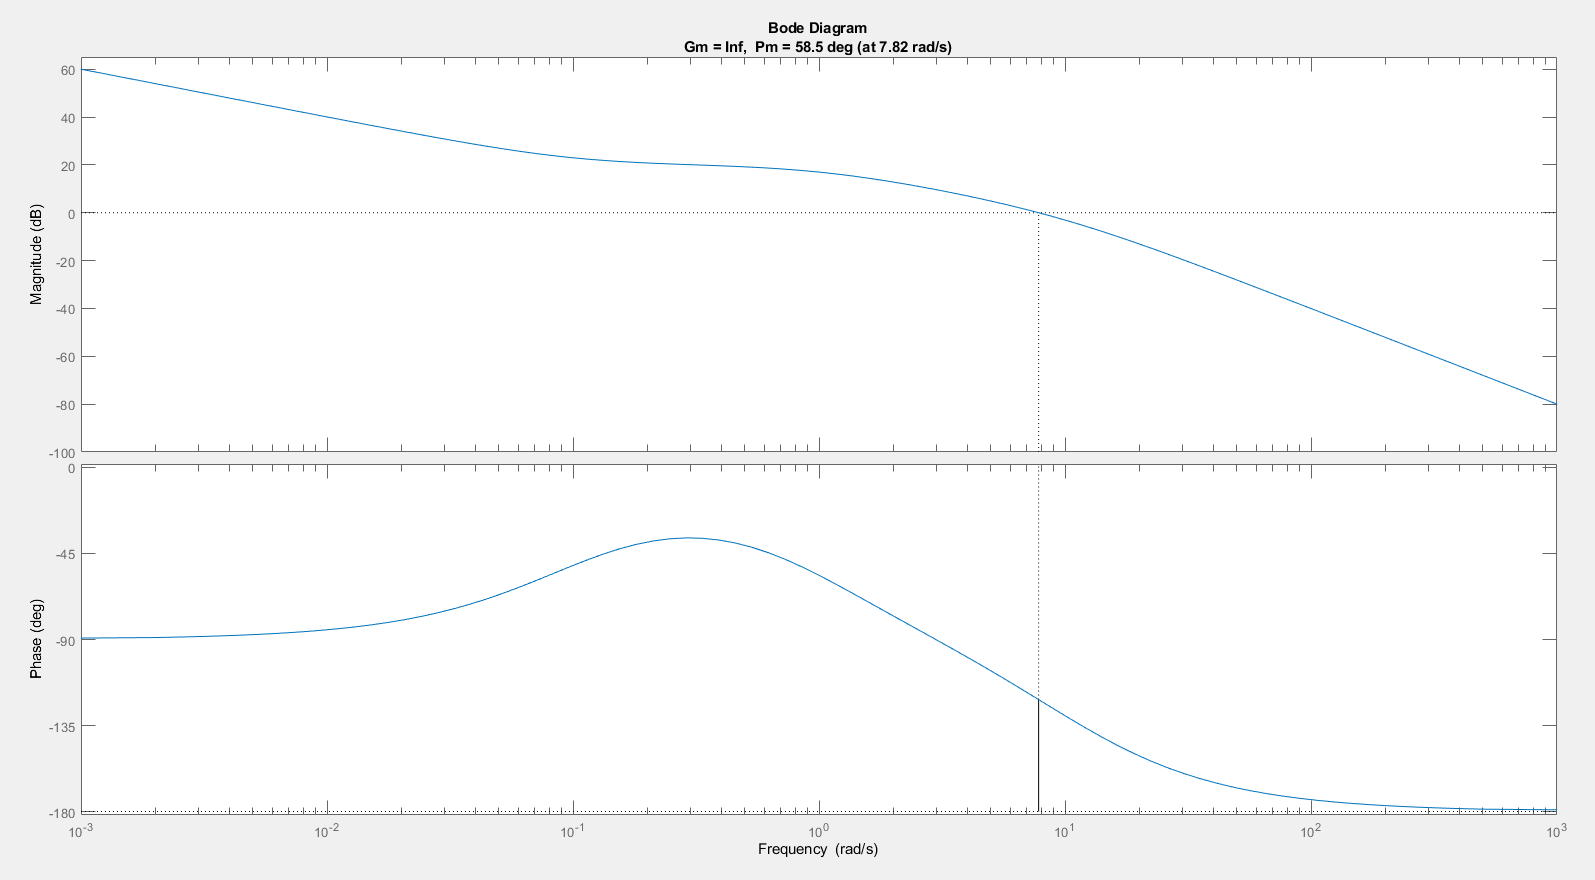 Bode Diagram
Gm = Inf,  Pm = 58.5 deg (at 7.82 rad/s)
Magnitude (dB)
60
40
20
0
-20
-40
-60
-80
-100
Phase (deg)
0
-45
-90
-135
-180
10^-3 10^-2 10^-1 10^0 10^1 10^2 10^3
Frequency  (rad/s)